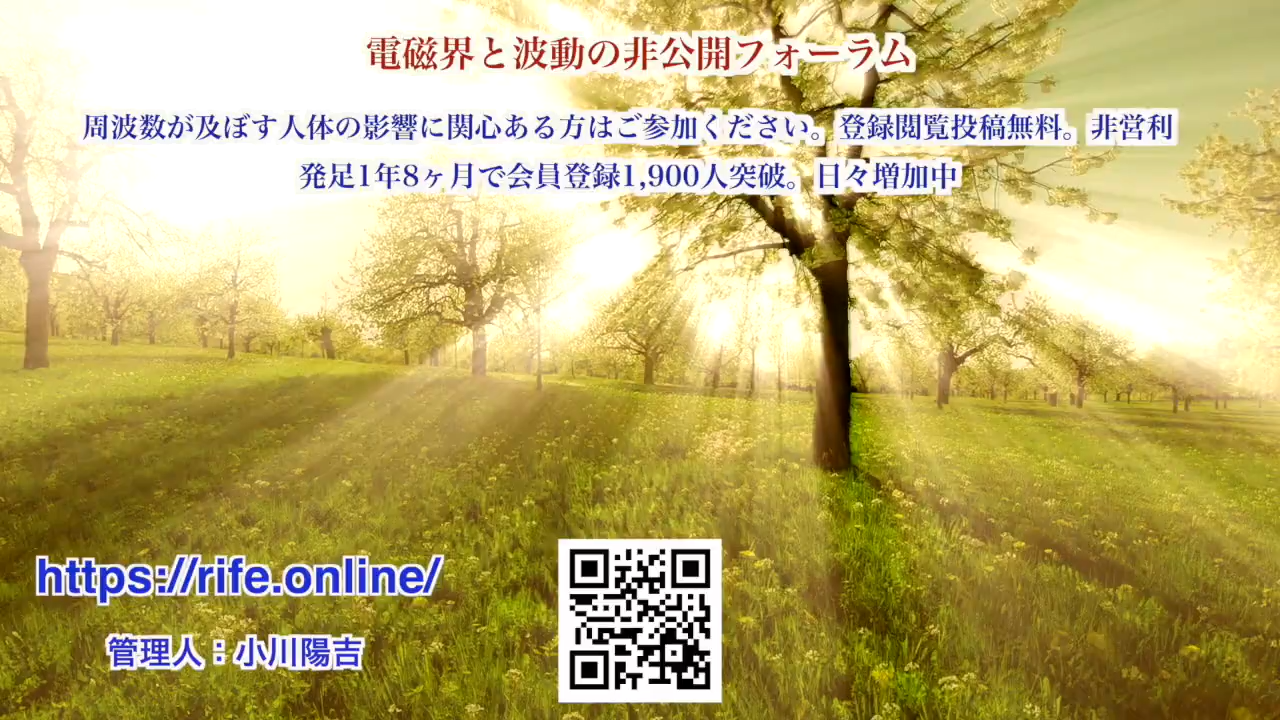 電磁界と波動の非公開フォーラム
周波数が及ぼす人体の影響に関心ある方はご参加ください。登録閲覧投稿無料。非営利
発足1年8ヶ月で会員登録1,900人突破。日々増加中
https://rife.online/
管理人：小川陽吉